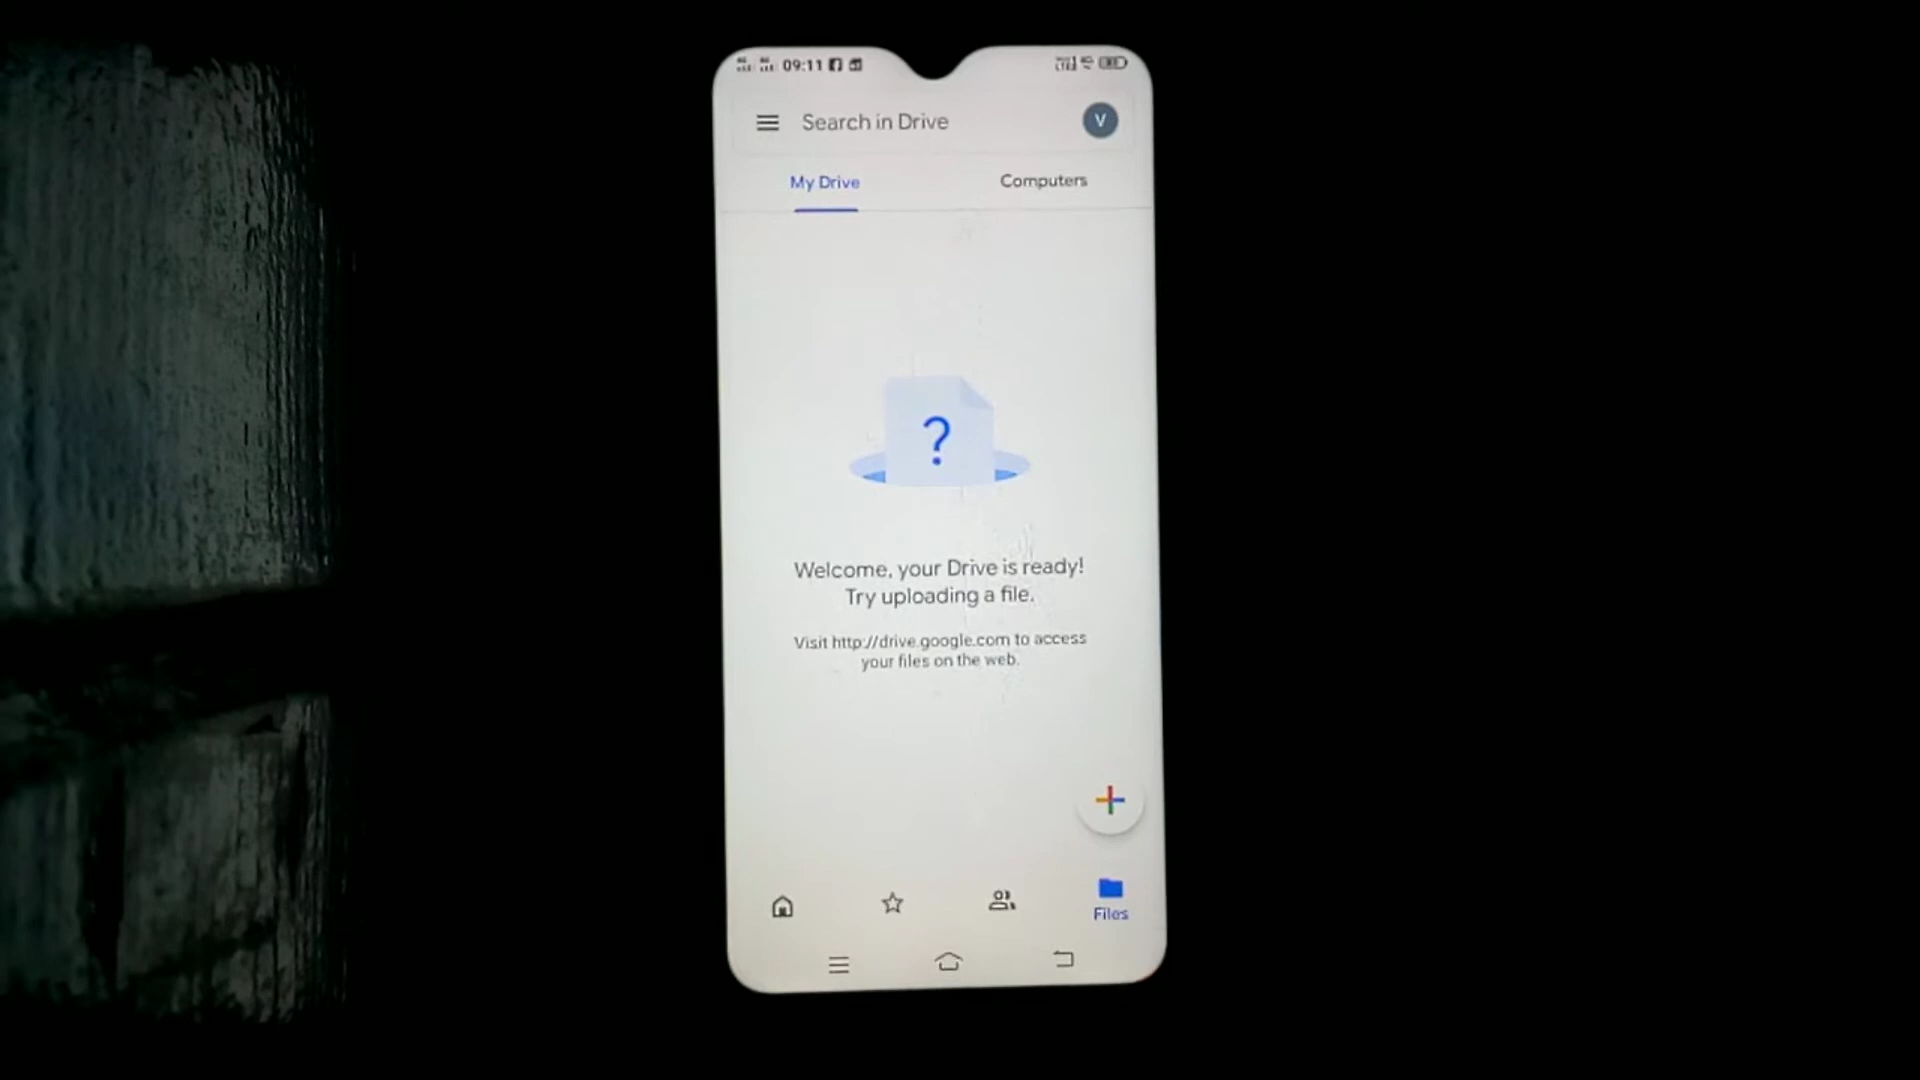 09:11
Search in Drive
V
My Drive
Computers
?
Welcome, your Drive is ready!
Try uploading a file.
Visit http://drive.google.com to access
your files on the web.
Files